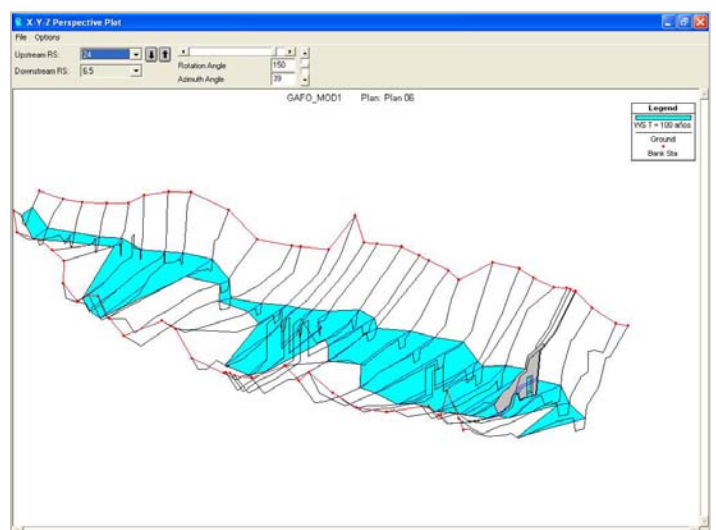 X-Y-Z Perspective Plot
File Options
Upstream RS: 24
Downstream RS: 6.5
Rotation Angle 150
Azimuth Angle 39
GAFO_MOD1 Plan: Plan 06
Legend
WS T = 100 años
Ground
Bank Sta